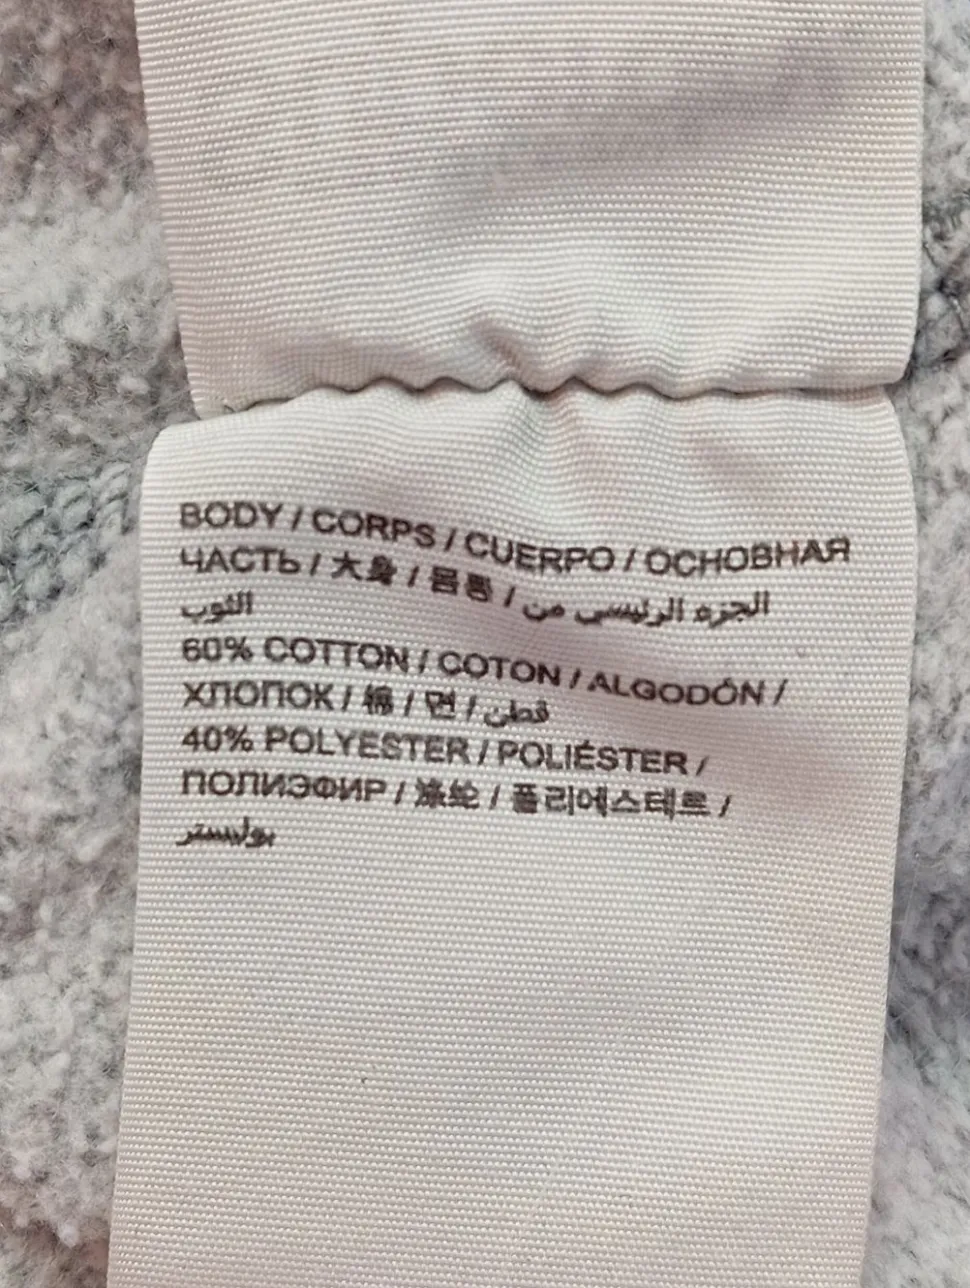 BODY / CORPS / CUERPO / ОСНОВНАЯ
ЧАСТЬ / 大身 / 몸통 / الجزء الرئيسي من
الثوب
60% COTTON / COTON / ALGODÓN /
ХЛОПОК / 棉 / 면 / قطن
40% POLYESTER / POLIÉSTER /
ПОЛИЭФИР / 涤纶 / 폴리에스테르 /
بوليستر